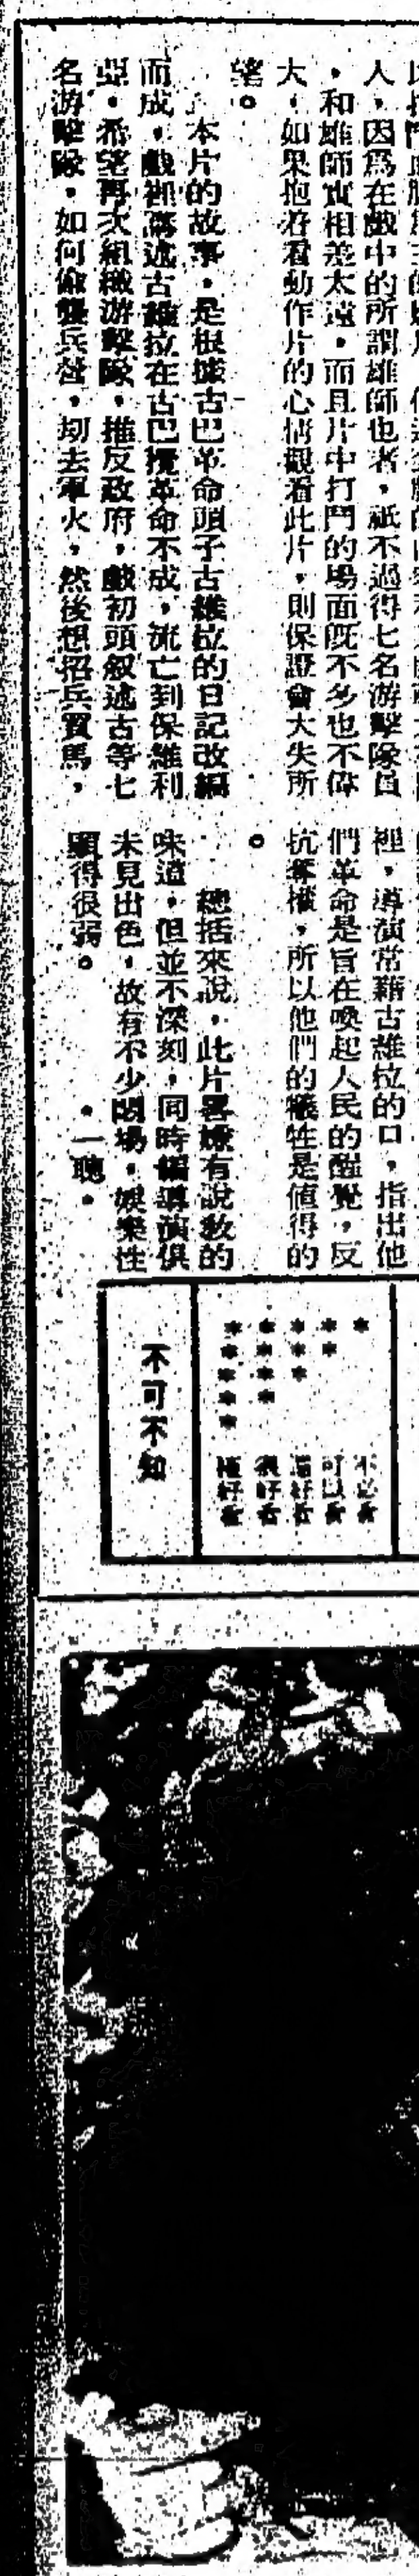 人，因爲在戲中的所謂雄師也者，祇不過得七名游擊隊員
，和雄師實相差太遠，而且片中打鬥的場面既不多也不偉
大，如果抱着看動作片的心情觀看此片，則保證會大失所
望。
本片的故事，是根據古巴革命頭子古維拉的日記改編
而成，戲裡講述古維拉在古巴攪革命不成，流亡到保維利
亞，希望再次組織游擊隊，推反政府，戲初頭叙述古等七
名游擊隊，如何偷襲兵營，刧去軍火，然後想招兵買馬，
裡，導演常藉古維拉的口，指出他
們革命是旨在喚起人民的醒覺，反
抗奪權，所以他們的犧牲是値得的
。
總括來說，此片畧嫌有說敎的
味道，但並不深刻，同時編導演俱
未見出色，故有不少悶場，娛樂性
顯得很弱。
・一聰・
* 不必看
** 可以看
*** 還好看
**** 很好看
***** 極好看
不可不知